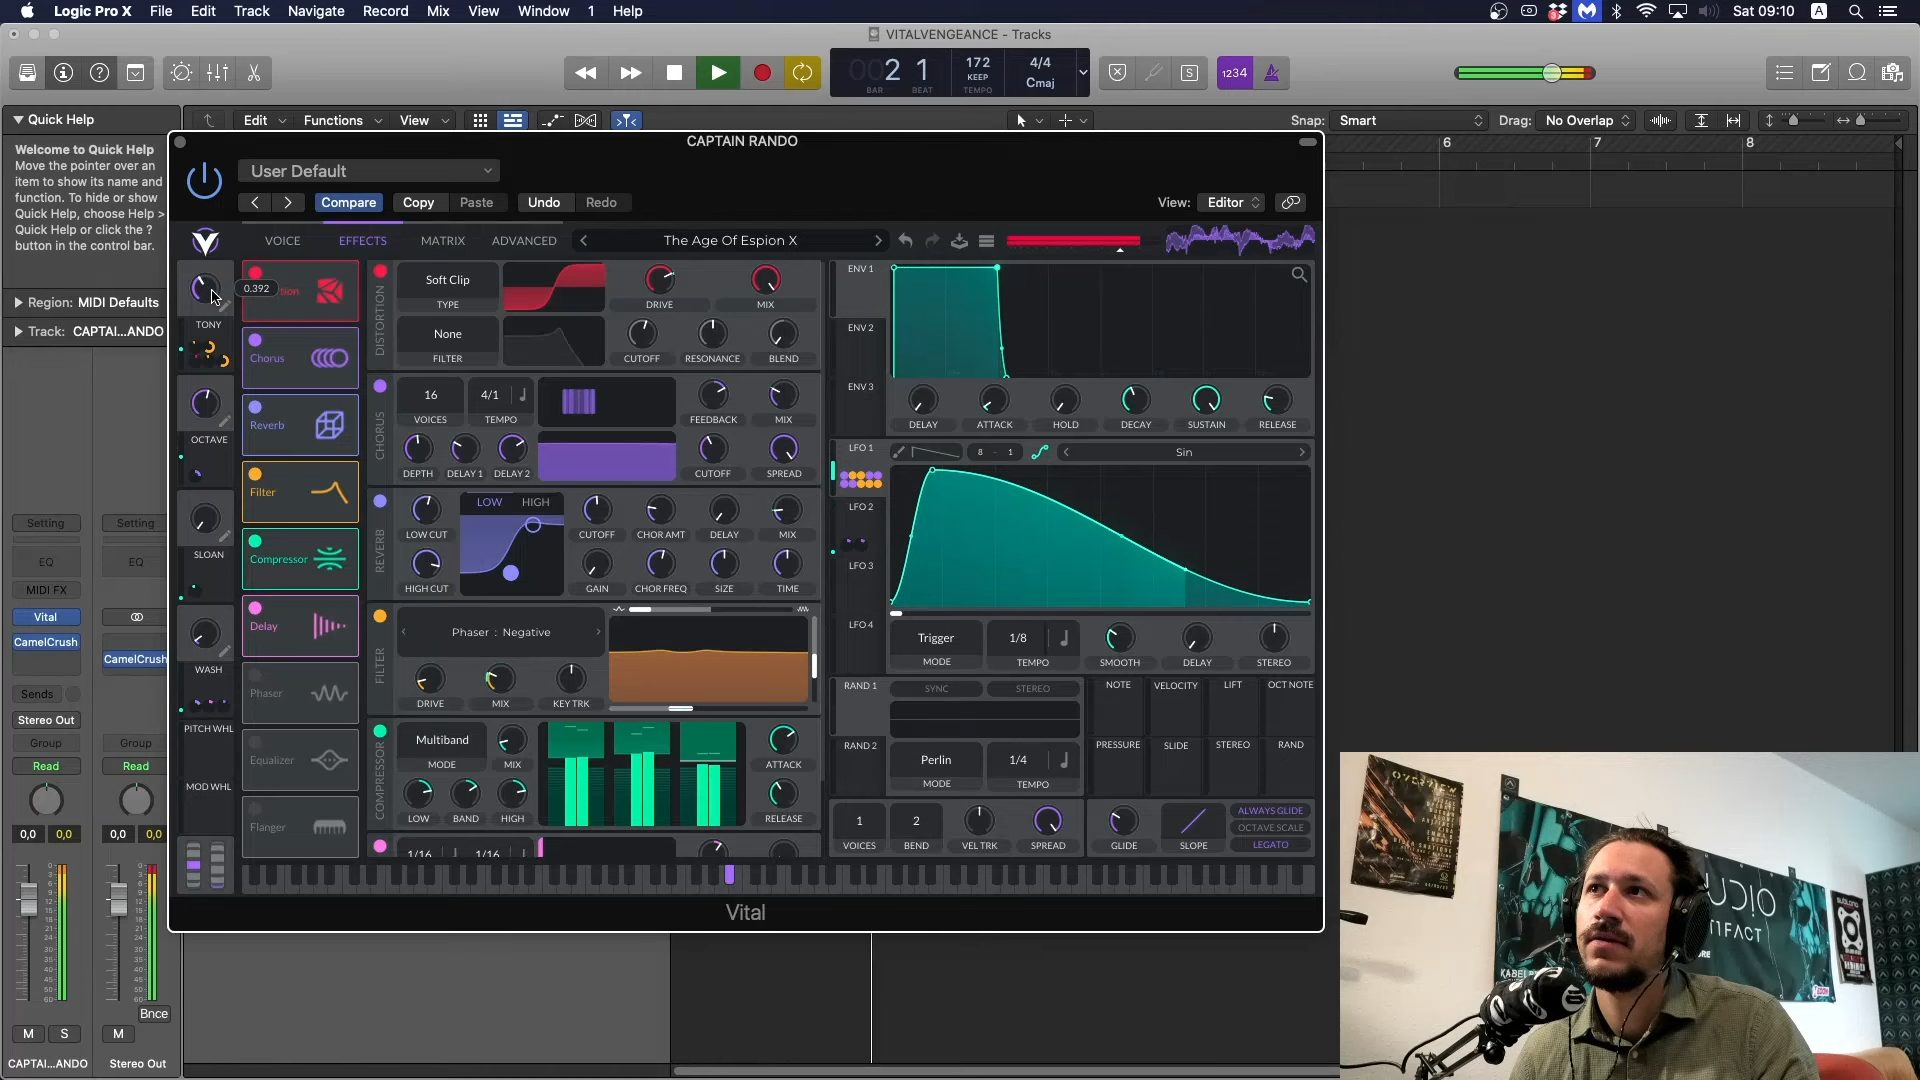 Logic Pro X File Edit Track Navigate Record Mix View Window 1 Help
Sat 09:10 A
VITALVENGEANCE - Tracks
2 1
BAR BEAT
172
KEEP
TEMPO
4/4
Cmaj
S
1234
Quick Help
Edit Functions View
Snap: Smart
Drag: No Overlap
Welcome to Quick Help
Move the pointer over an
item to show its name and
function. To hide or show
Quick Help, choose Help >
Quick Help or click the ?
button in the control bar.
Region: MIDI Defaults
Track: CAPTAI...ANDO
6 7 8
CAPTAIN RANDO
User Default
Compare Copy Paste Undo Redo
View: Editor
VOICE EFFECTS MATRIX ADVANCED
The Age Of Espion X
0.392
TONY
OCTAVE
SLOAN
WASH
PITCH WHL
MOD WHL
tion
Chorus
Reverb
Filter
Compressor
Delay
Phaser
Equalizer
Flanger
DISTORTION
Soft Clip
TYPE
DRIVE MIX
None
FILTER
CUTOFF RESONANCE BLEND
CHORUS
16 4/1
VOICES TEMPO
FEEDBACK MIX
DEPTH DELAY 1 DELAY 2
CUTOFF SPREAD
REVERB
LOW HIGH
LOW CUT
CUTOFF CHOR AMT DELAY MIX
HIGH CUT
GAIN CHOR FREQ SIZE TIME
FILTER
Phaser : Negative
DRIVE MIX KEY TRK
COMPRESSOR
Multiband
MODE MIX
ATTACK
LOW BAND HIGH
RELEASE
1/16 1/16
ENV 1
ENV 2
ENV 3
DELAY ATTACK HOLD DECAY SUSTAIN RELEASE
LFO 1
8 - 1
Sin
LFO 2
LFO 3
LFO 4
Trigger
MODE
1/8
TEMPO
SMOOTH DELAY STEREO
RAND 1
SYNC STEREO
RAND 2
Perlin
MODE
1/4
TEMPO
NOTE VELOCITY LIFT OCT NOTE
PRESSURE SLIDE STEREO RAND
1 2
VOICES BEND VEL TRK SPREAD
GLIDE SLOPE
ALWAYS GLIDE
OCTAVE SCALE
LEGATO
Vital
Setting Setting
EQ EQ
MIDI FX
Vital
CamelCrush
CamelCrush
Sends
Stereo Out
Group Group
Read Read
0,0 0,0 0,0 0,0
Bnce
M S M
CAPTAI...ANDO Stereo Out